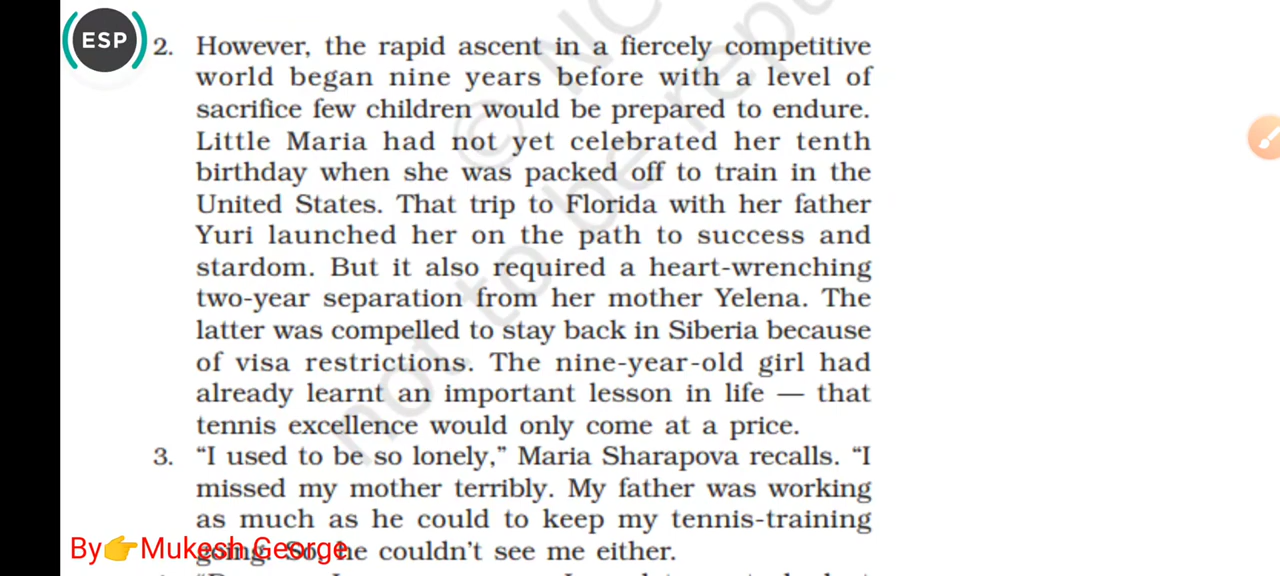 ESP
2. However, the rapid ascent in a fiercely competitive
world began nine years before with a level of
sacrifice few children would be prepared to endure.
Little Maria had not yet celebrated her tenth
birthday when she was packed off to train in the
United States. That trip to Florida with her father
Yuri launched her on the path to success and
stardom. But it also required a heart-wrenching
two-year separation from her mother Yelena. The
latter was compelled to stay back in Siberia because
of visa restrictions. The nine-year-old girl had
already learnt an important lesson in life — that
tennis excellence would only come at a price.
3. “I used to be so lonely,” Maria Sharapova recalls. “I
missed my mother terribly. My father was working
as much as he could to keep my tennis-training
going. So, he couldn’t see me either.
By👉Mukesh George
© NC
not to be repu